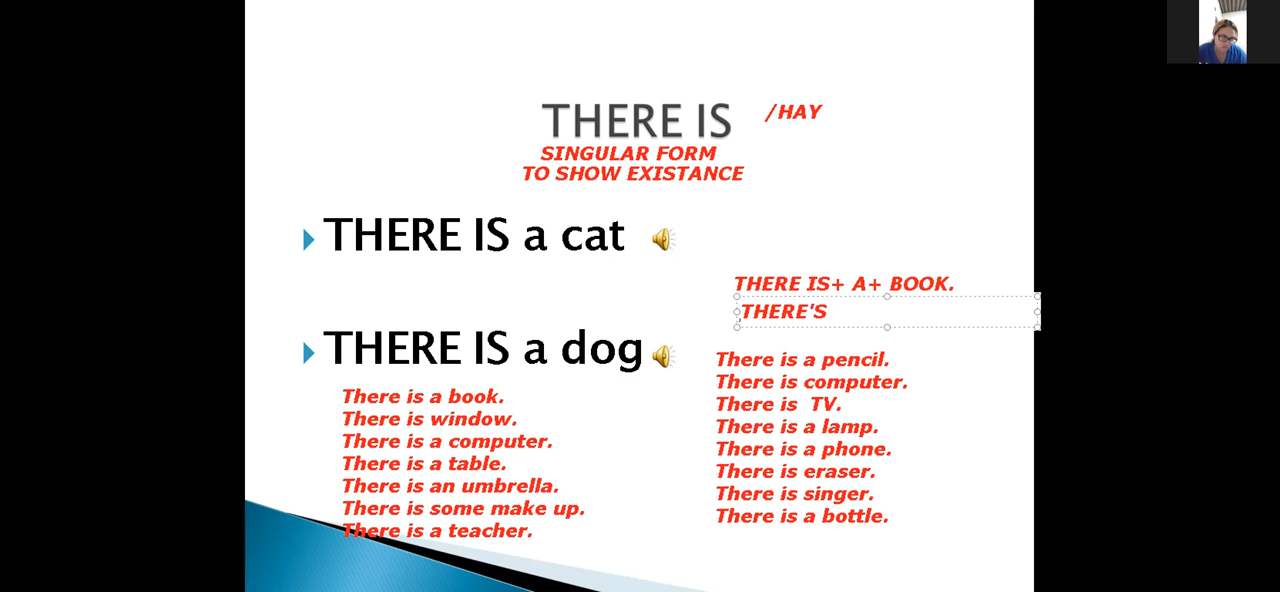 THERE IS
/HAY
SINGULAR FORM
TO SHOW EXISTANCE
THERE IS a cat
THERE IS a dog
There is a book.
There is window.
There is a computer.
There is a table.
There is an umbrella.
There is some make up.
There is a teacher.
THERE IS+ A+ BOOK.
THERE'S
There is a pencil.
There is computer.
There is  TV.
There is a lamp.
There is a phone.
There is eraser.
There is singer.
There is a bottle.